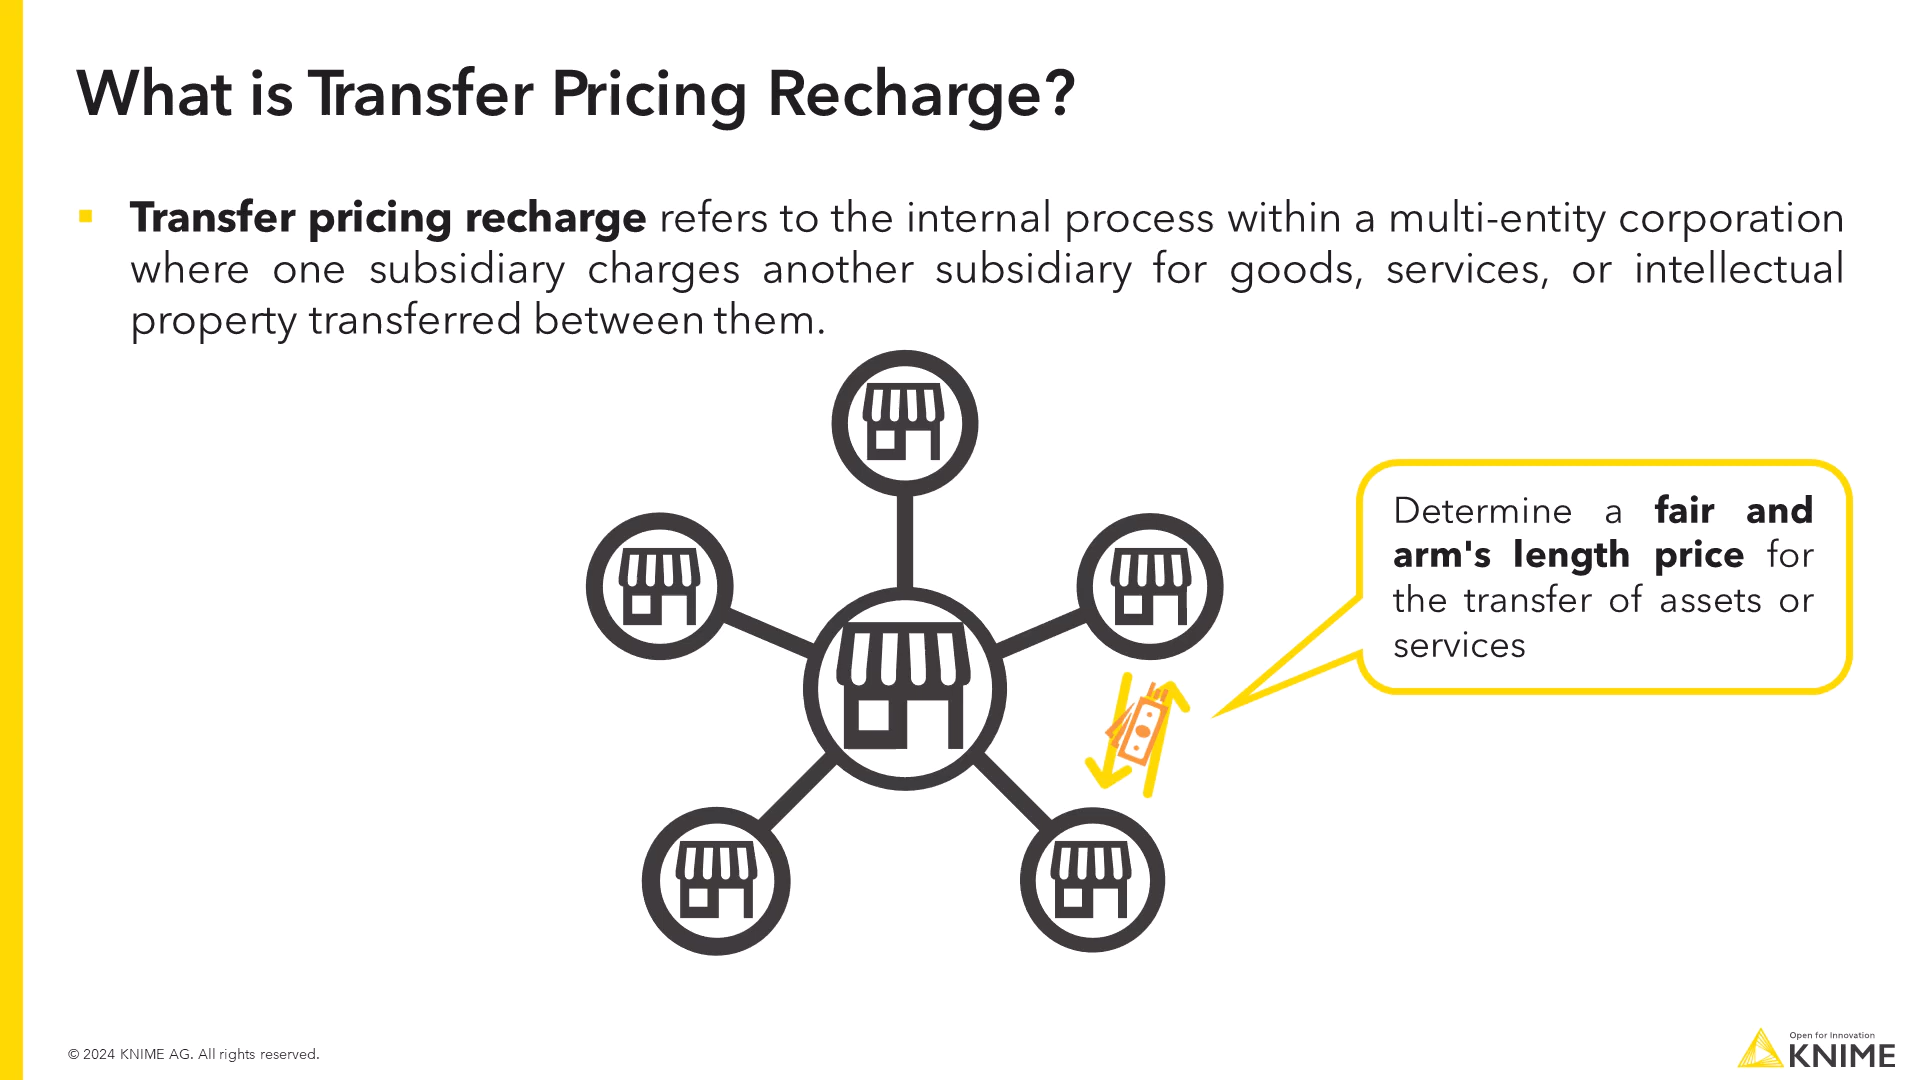 What is Transfer Pricing Recharge?
▪ Transfer pricing recharge refers to the internal process within a multi-entity corporation
where one subsidiary charges another subsidiary for goods, services, or intellectual
property transferred between them.
Determine a fair and
arm's length price for
the transfer of assets or
services
© 2024 KNIME AG. All rights reserved.
Open for Innovation
KNIME